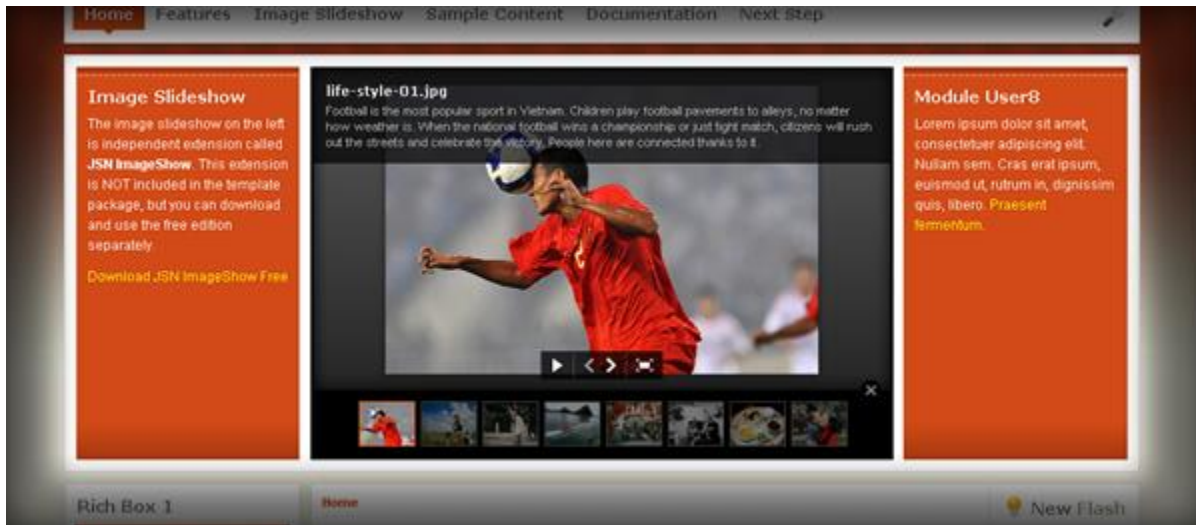 Home Features Image Slideshow Sample Content Documentation Next Step
Image Slideshow
The image slideshow on the left
is independent extension called
JSN ImageShow. This extension
is NOT included in the template
package, but you can download
and use the free edition
separately
Download JSN ImageShow Free
life-style-01.jpg
Football is the most popular sport in Vietnam. Children play football pavements to alleys, no matter
how weather is. When the national football wins a championship or just fight match, citizens will rush
out the streets and celebrate the victory. People here are connected thanks to it.
Module User8
Lorem ipsum dolor sit amet,
consectetuer adipiscing elit.
Nullam sem. Cras erat ipsum,
euismod ut, rutrum in, dignissim
quis, libero. Praesent
fermentum.
Rich Box 1
Home
New Flash